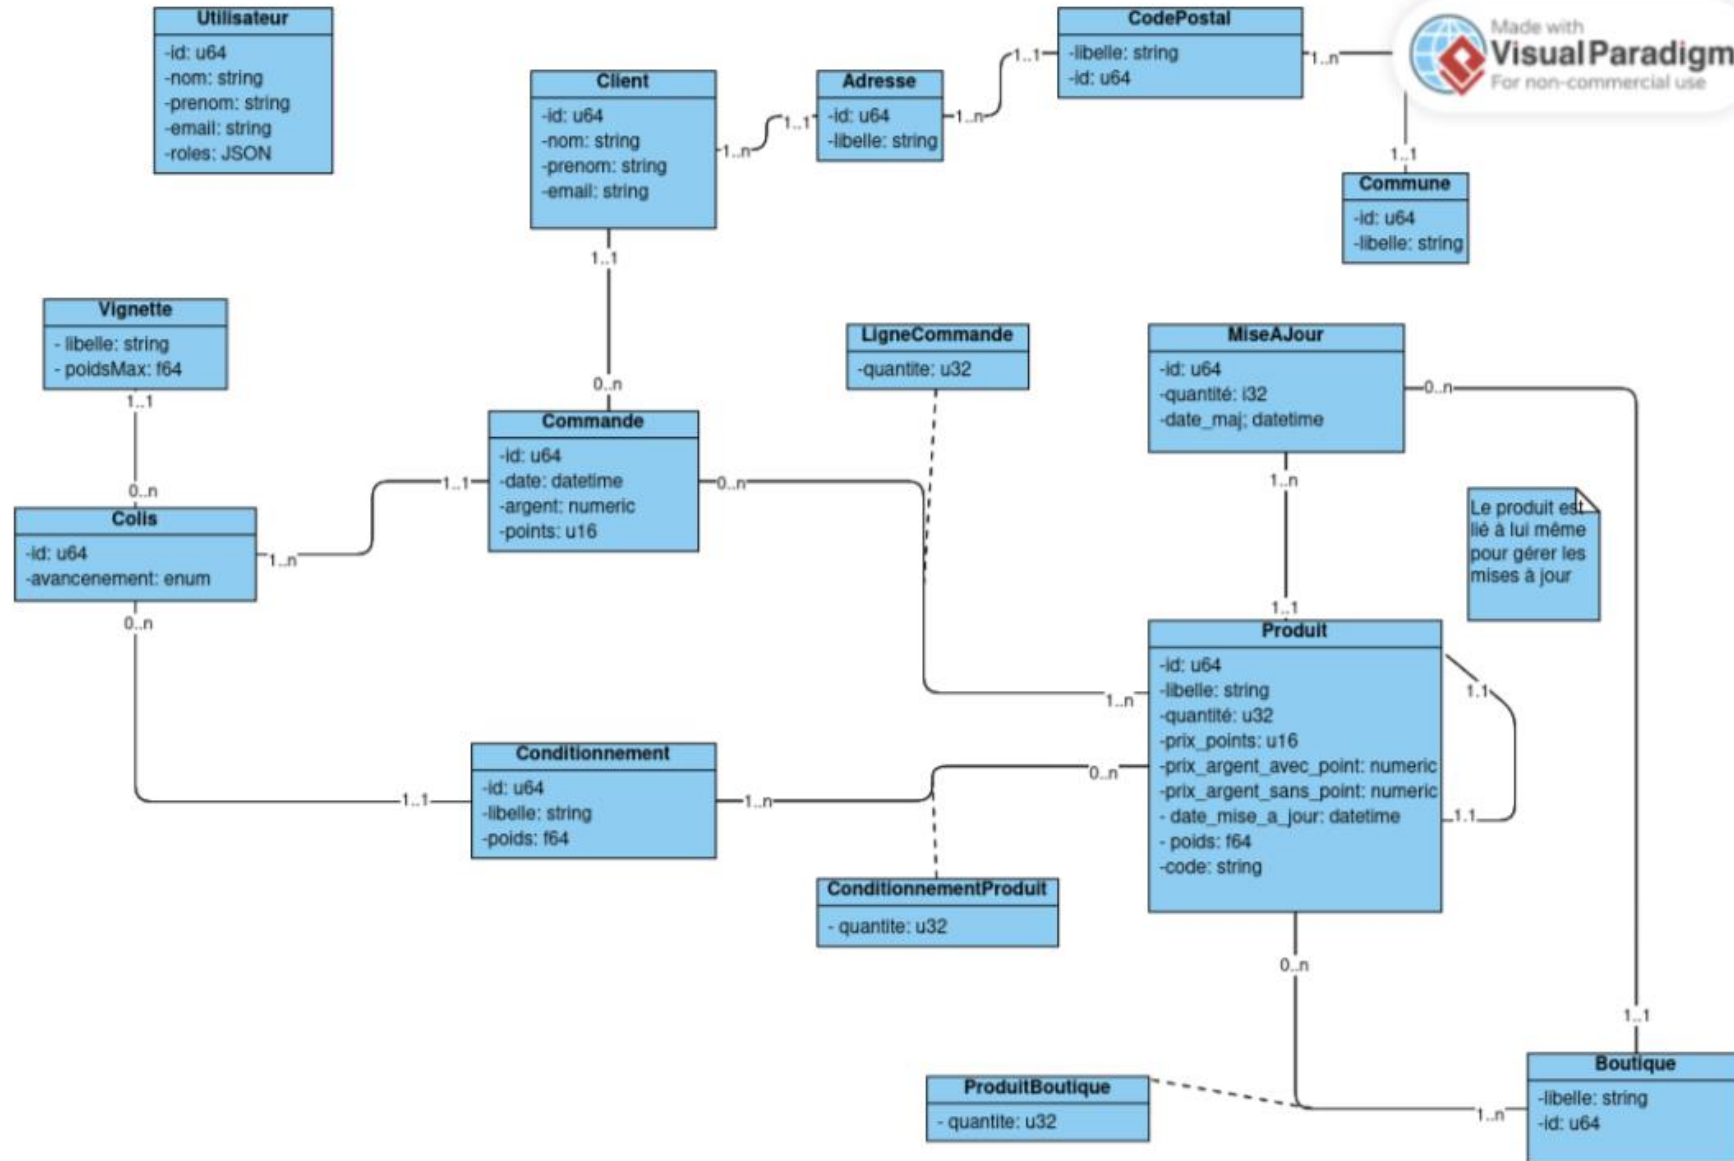 Utilisateur
-id: u64
-nom: string
-prenom: string
-email: string
-roles: JSON
Client
-id: u64
-nom: string
-prenom: string
-email: string
1..n
1..1
Adresse
-id: u64
-libelle: string
1..n
1..1
CodePostal
-libelle: string
-id: u64
1..n
Made with
Visual Paradigm
For non-commercial use
1..1
Commune
-id: u64
-libelle: string
1..1
0..n
Vignette
- libelle: string
- poidsMax: f64
1..1
0..n
Colis
-id: u64
-avancenement: enum
1..n
1..1
0..n
Commande
-id: u64
-date: datetime
-argent: numeric
-points: u16
0..n
1..n
LigneCommande
-quantite: u32
MiseAJour
-id: u64
-quantité: i32
-date_maj; datetime
0..n
1..n
1..1
Le produit est
lié à lui même
pour gérer les
mises à jour
Produit
-id: u64
-libelle: string
-quantité: u32
-prix_points: u16
-prix_argent_avec_point: numeric
-prix_argent_sans_point: numeric
- date_mise_a_jour: datetime
- poids: f64
-code: string
1.1
1.1
Conditionnement
-id: u64
-libelle: string
-poids: f64
1..1
1..n
0..n
ConditionnementProduit
- quantite: u32
0..n
1..1
ProduitBoutique
- quantite: u32
1..n
Boutique
-libelle: string
-id: u64